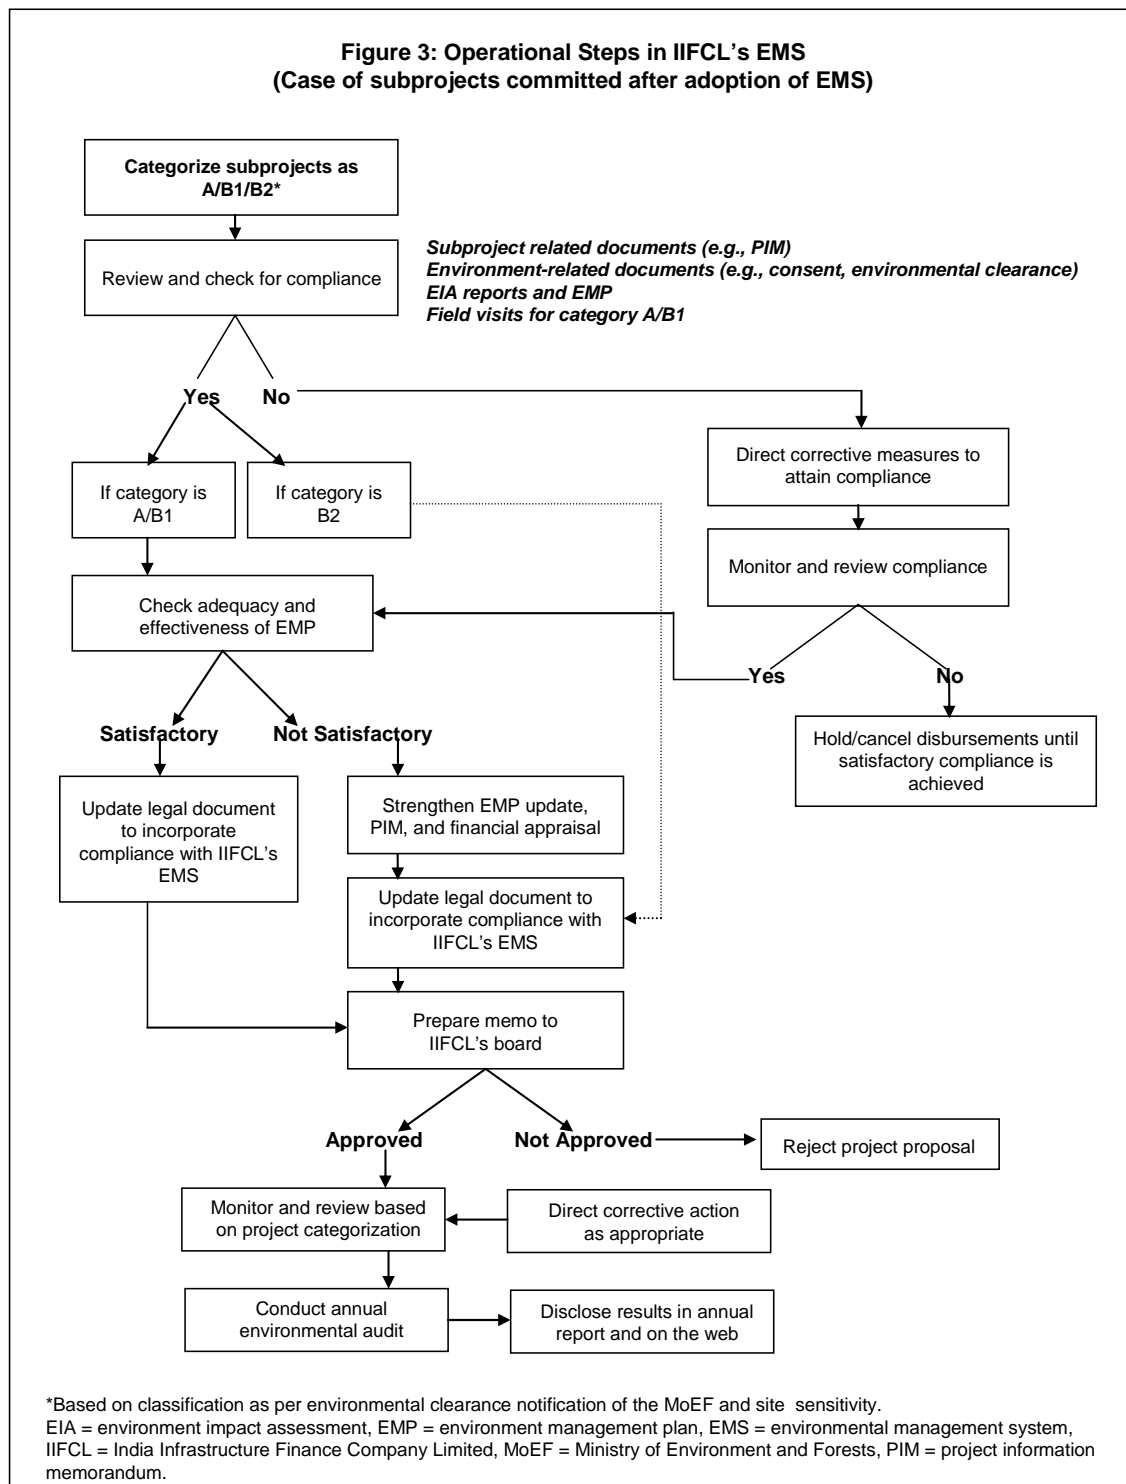 Figure 3: Operational Steps in IIFCL's EMS
(Case of subprojects committed after adoption of EMS)
Categorize subprojects as
A/B1/B2*
Review and check for compliance
Subproject related documents (e.g., PIM)
Environment-related documents (e.g., consent, environmental clearance)
EIA reports and EMP
Field visits for category A/B1
Yes
No
If category is
A/B1
If category is
B2
Direct corrective measures to
attain compliance
Monitor and review compliance
Check adequacy and
effectiveness of EMP
Yes
No
Hold/cancel disbursements until
satisfactory compliance is
achieved
Satisfactory
Not Satisfactory
Update legal document
to incorporate
compliance with IIFCL's
EMS
Strengthen EMP update,
PIM, and financial appraisal
Update legal document to
incorporate compliance with
IIFCL's EMS
Prepare memo to
IIFCL's board
Approved
Not Approved
Reject project proposal
Monitor and review based
on project categorization
Direct corrective action
as appropriate
Conduct annual
environmental audit
Disclose results in annual
report and on the web
*Based on classification as per environmental clearance notification of the MoEF and site sensitivity.
EIA = environment impact assessment, EMP = environment management plan, EMS = environmental management system,
IIFCL = India Infrastructure Finance Company Limited, MoEF = Ministry of Environment and Forests, PIM = project information
memorandum.